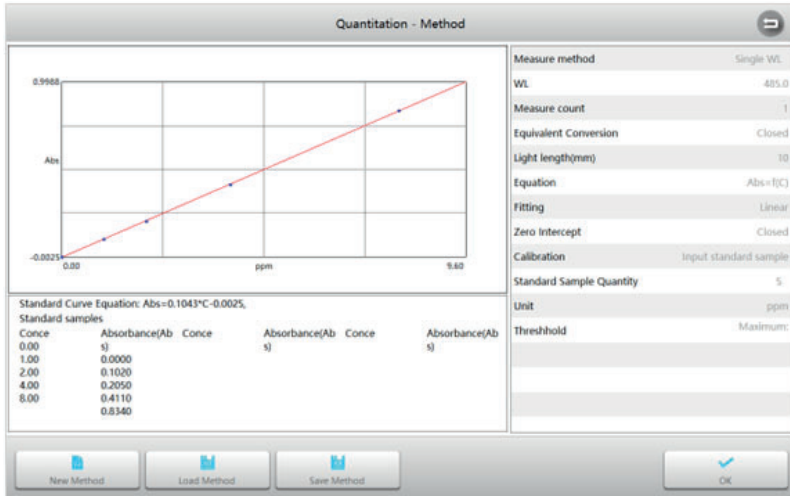 Quantitation - Method
0.9988
Abs
-0.0025
0.00
ppm
9.60
Standard Curve Equation: Abs=0.1043*C-0.0025,
Standard samples
Conce Absorbance(Ab Conce Absorbance(Ab Conce Absorbance(Ab
0.00 s) s) s)
1.00 0.0000
2.00 0.1020
4.00 0.2050
8.00 0.4110
0.8340
Measure method Single WL
WL 485.0
Measure count 1
Equivalent Conversion Closed
Light length(mm) 10
Equation Abs=f(C)
Fitting Linear
Zero Intercept Closed
Calibration Input standard sample
Standard Sample Quantity 5
Unit ppm
Threshhold Maximum:
New Method
Load Method
Save Method
OK